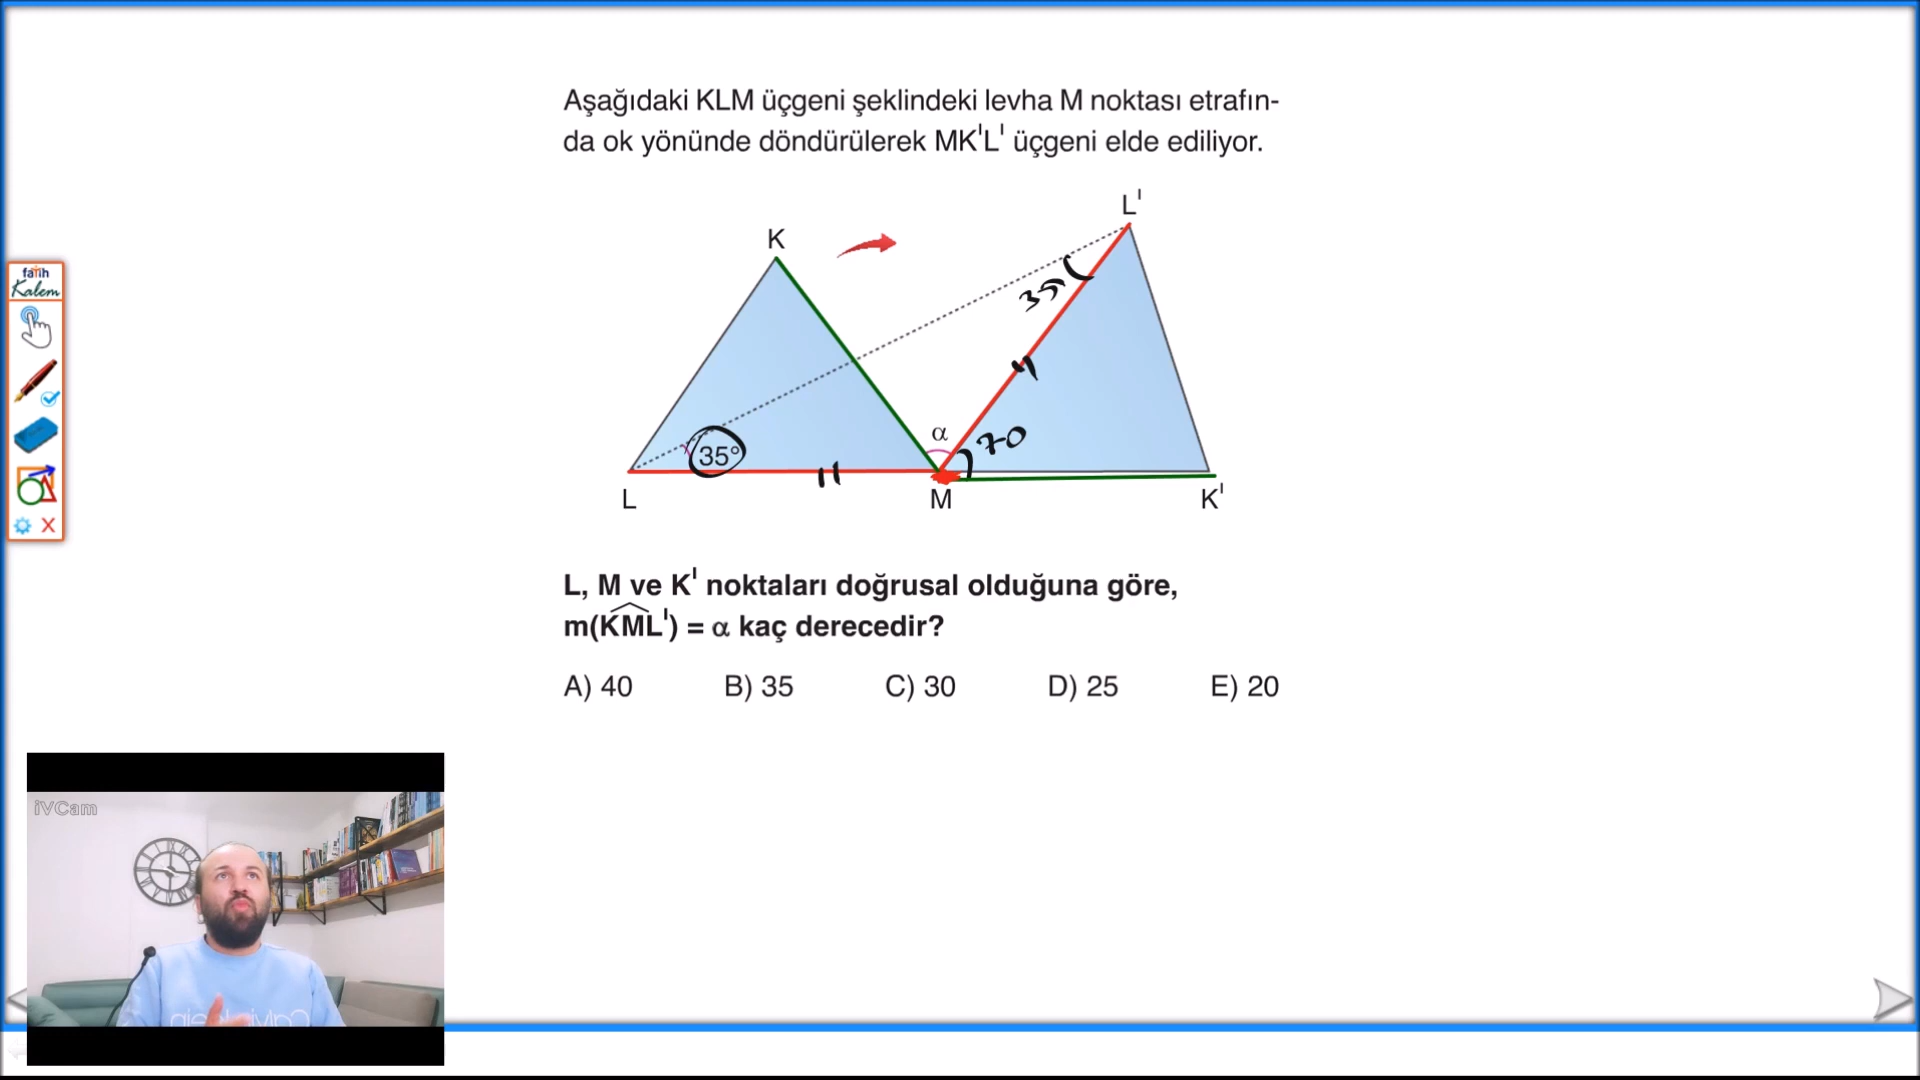 Aşağıdaki KLM üçgeni şeklindeki levha M noktası etrafın-
da ok yönünde döndürülerek MK'L' üçgeni elde ediliyor.
L'
K
fatih
Kalem
35
α
70
35°
L
M
K'
L, M ve K' noktaları doğrusal olduğuna göre,
m(KML') = α kaç derecedir?
A) 40 B) 35 C) 30 D) 25 E) 20
iVCam